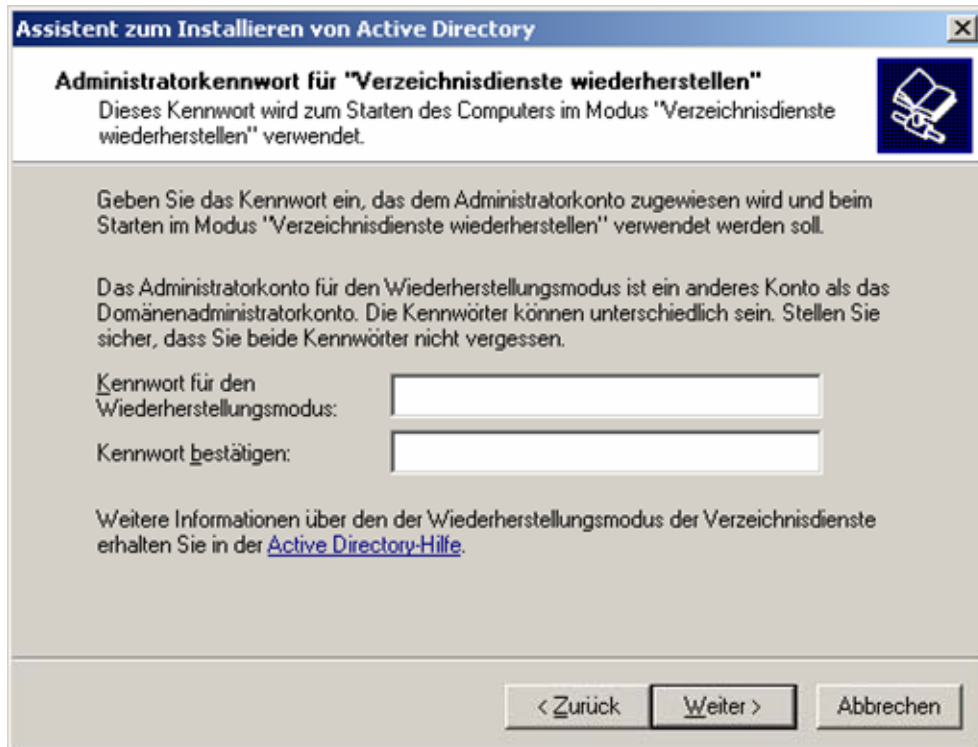 Assistent zum Installieren von Active Directory
Administratorkennwort für "Verzeichnisdienste wiederherstellen"
Dieses Kennwort wird zum Starten des Computers im Modus "Verzeichnisdienste
wiederherstellen" verwendet.
Geben Sie das Kennwort ein, das dem Administratorkonto zugewiesen wird und beim
Starten im Modus "Verzeichnisdienste wiederherstellen" verwendet werden soll.
Das Administratorkonto für den Wiederherstellungsmodus ist ein anderes Konto als das
Domänenadministratorkonto. Die Kennwörter können unterschiedlich sein. Stellen Sie
sicher, dass Sie beide Kennwörter nicht vergessen.
Kennwort für den
Wiederherstellungsmodus:
Kennwort bestätigen:
Weitere Informationen über den der Wiederherstellungsmodus der Verzeichnisdienste
erhalten Sie in der Active Directory-Hilfe.
< Zurück Weiter > Abbrechen